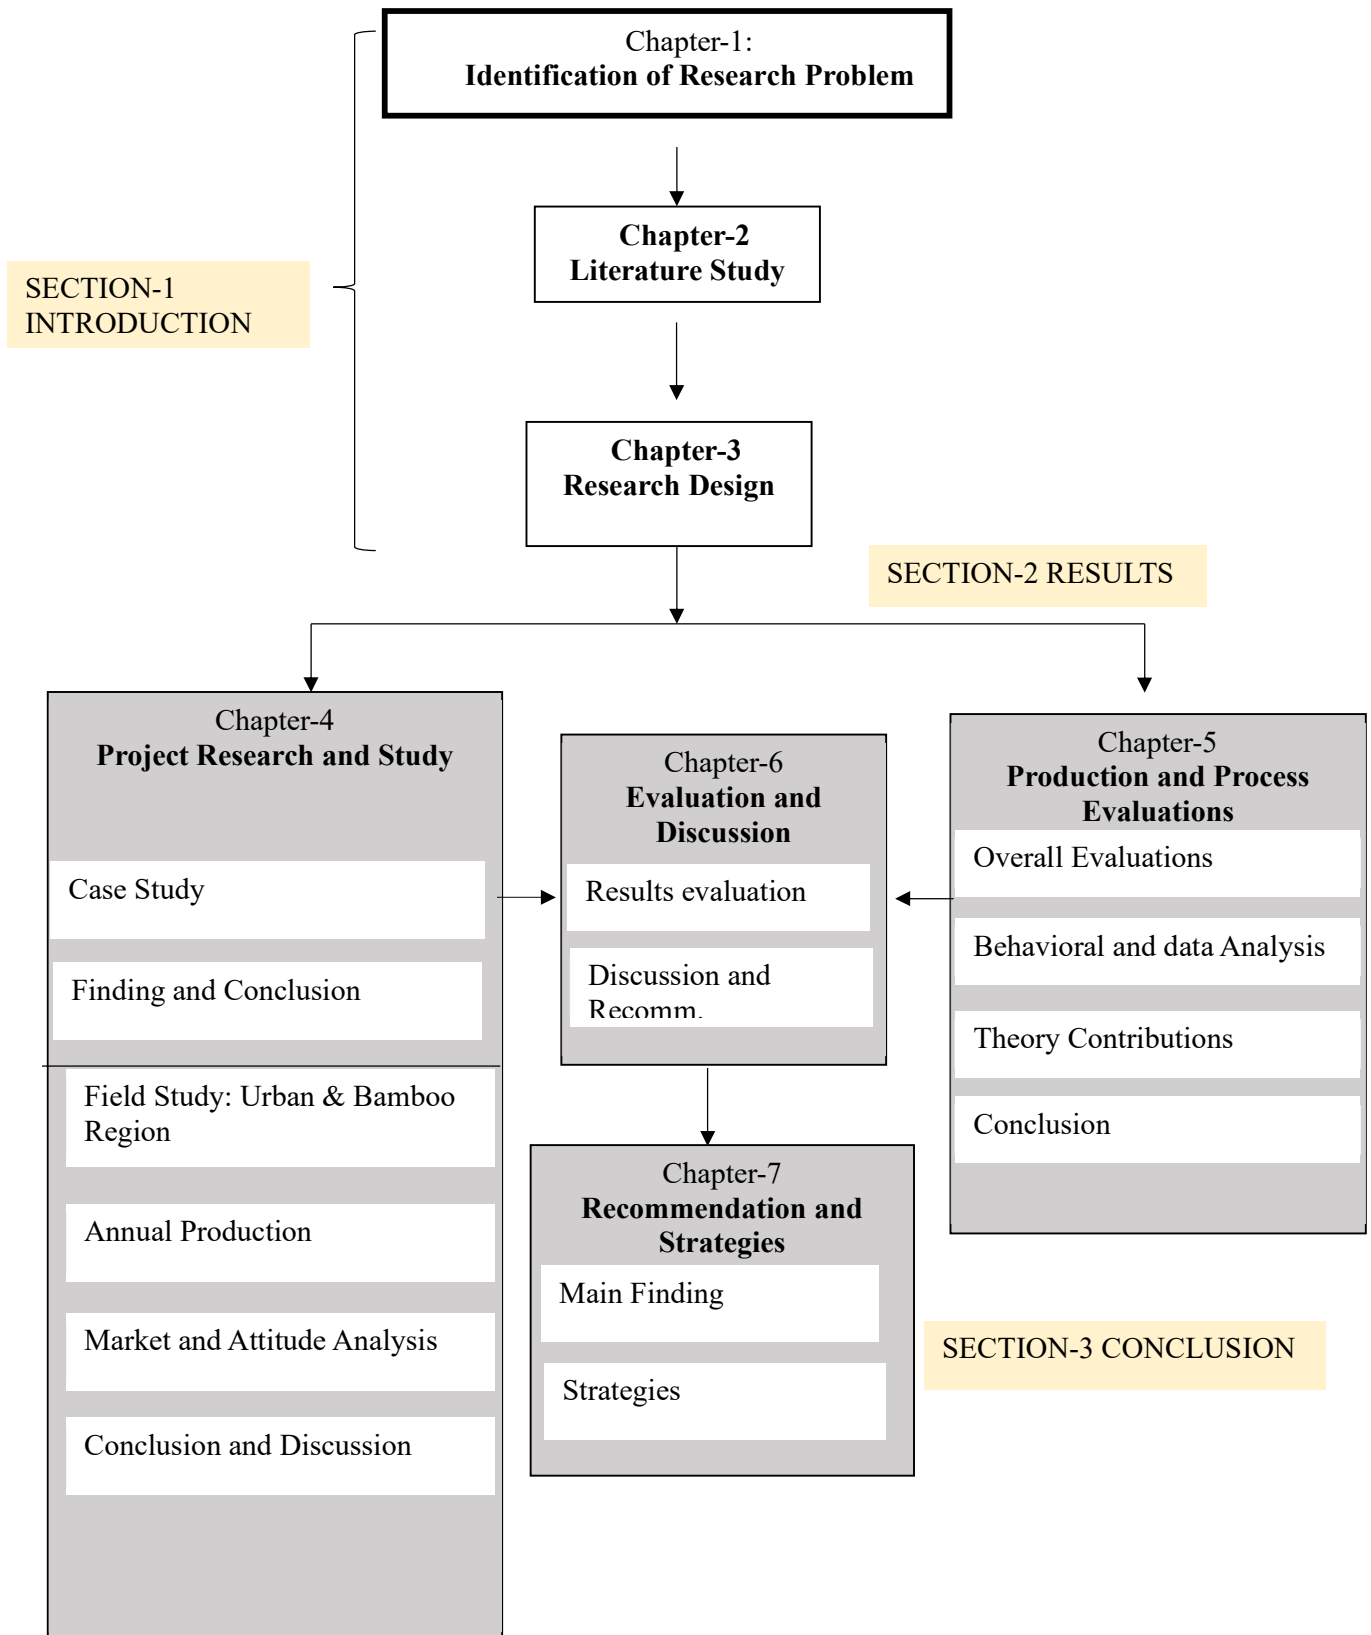 Chapter-1:
Identification of Research Problem
Chapter-2
Literature Study
SECTION-1
INTRODUCTION
Chapter-3
Research Design
SECTION-2 RESULTS
Chapter-4
Project Research and Study
Case Study
Finding and Conclusion
Field Study: Urban & Bamboo
Region
Annual Production
Market and Attitude Analysis
Conclusion and Discussion
Chapter-6
Evaluation and
Discussion
Results evaluation
Discussion and
Recomm.
Chapter-5
Production and Process
Evaluations
Overall Evaluations
Behavioral and data Analysis
Theory Contributions
Conclusion
Chapter-7
Recommendation and
Strategies
Main Finding
Strategies
SECTION-3 CONCLUSION